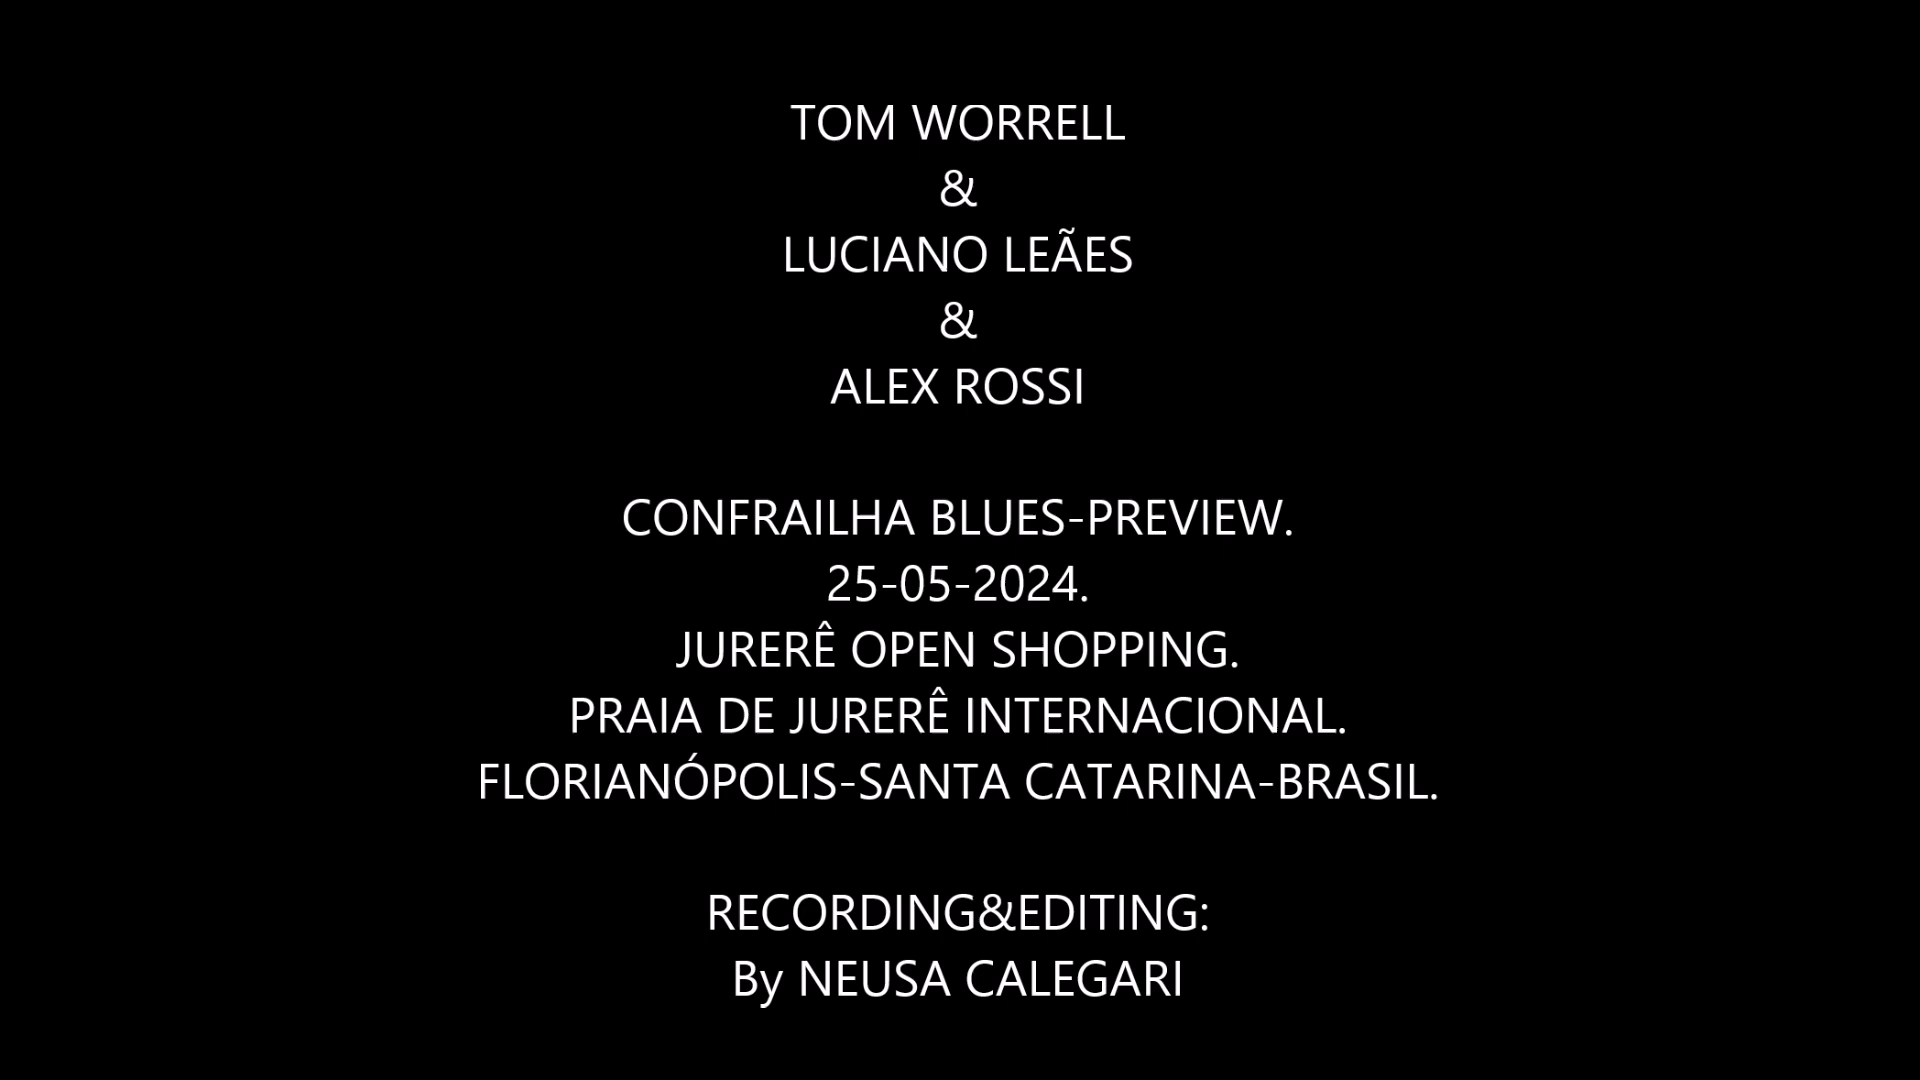 TOM WORRELL
&
LUCIANO LEÃES
&
ALEX ROSSI
CONFRAILHA BLUES-PREVIEW.
25-05-2024.
JURERÊ OPEN SHOPPING.
PRAIA DE JURERÊ INTERNACIONAL.
FLORIANÓPOLIS-SANTA CATARINA-BRASIL.
RECORDING&EDITING:
By NEUSA CALEGARI